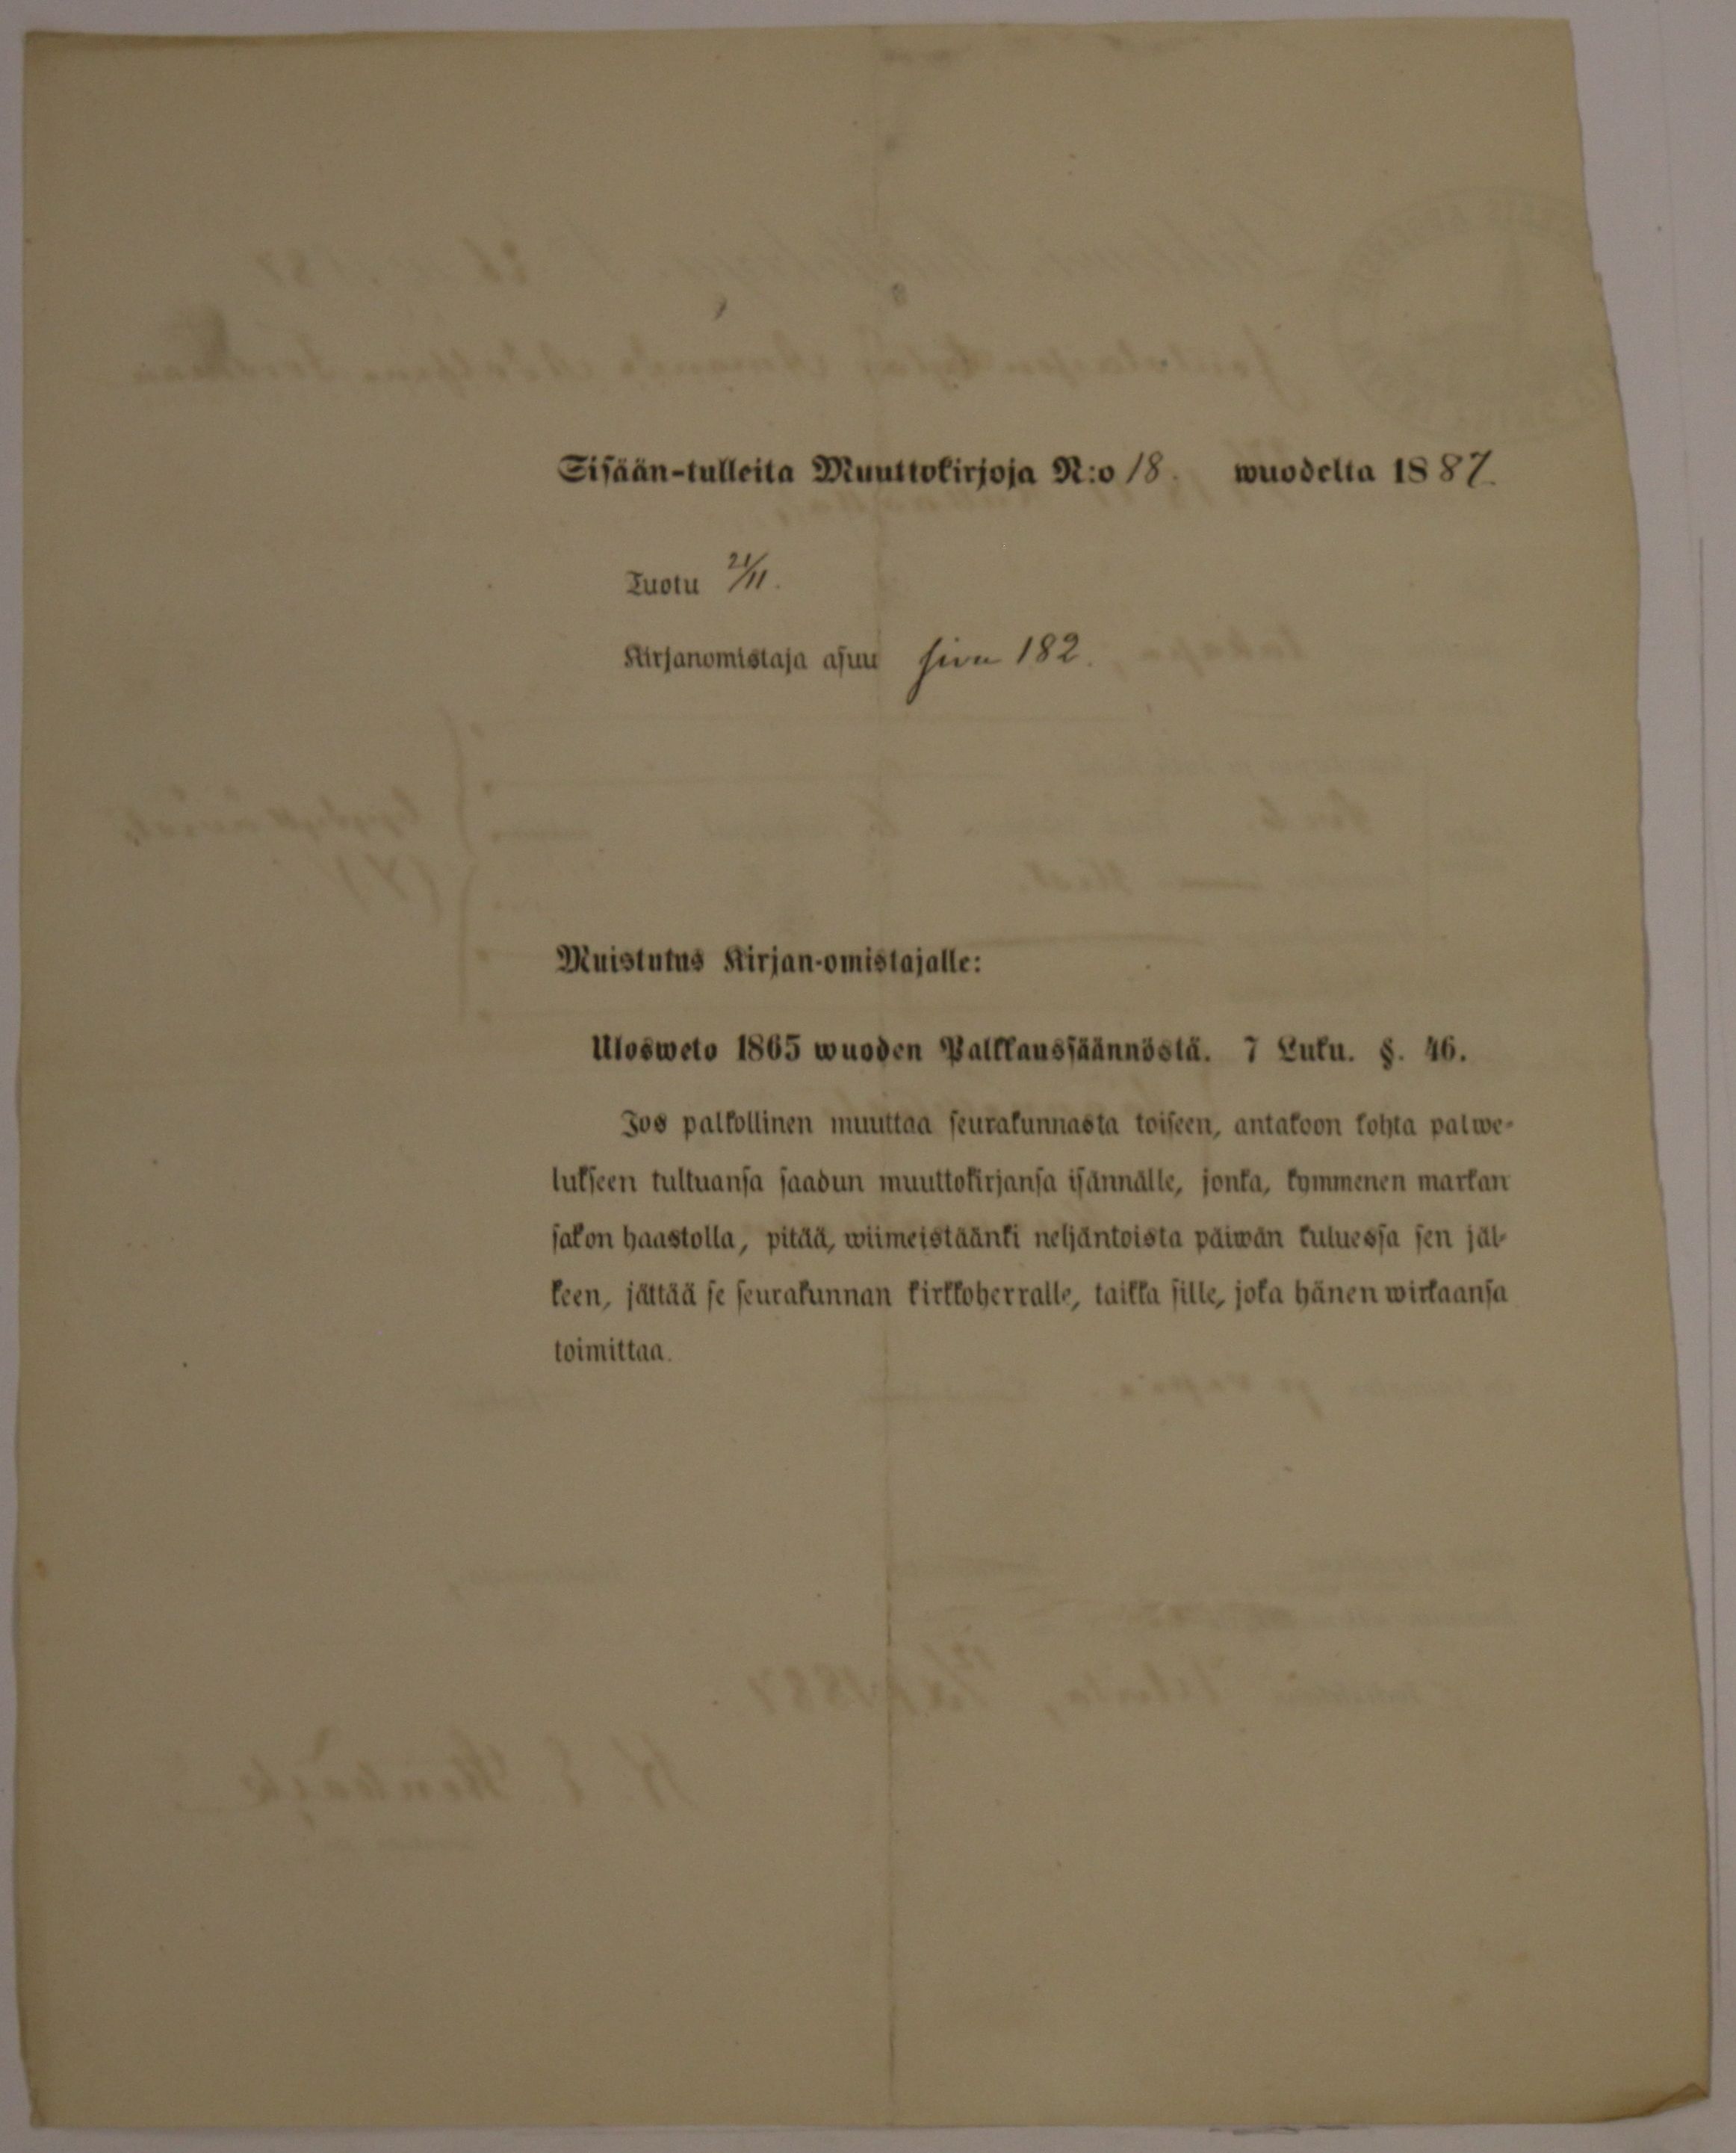 Sisään-tulleita Muuttokirjoja N:o 18. wuodelta 1887.
Tuotu 21/11.
Kirjanomistaja asuu sivu 182.
Muistutus Kirjan-omistajalle:
Ulosweto 1865 wuoden Palkkaussäännöstä. 7 Luku. §. 46.
Jos palkollinen muuttaa seurakunnasta toiseen, antakoon kohta palwe-
lukseen tultuansa saadun muuttokirjansa isännälle, jonka, kymmenen markan
sakon haastolla, pitää, wiimeistäänki neljäntoista päiwän kuluessa sen jäl-
keen, jättää se seurakunnan kirkkoherralle, taikka sille, joka hänen wirkaansa
toimittaa.